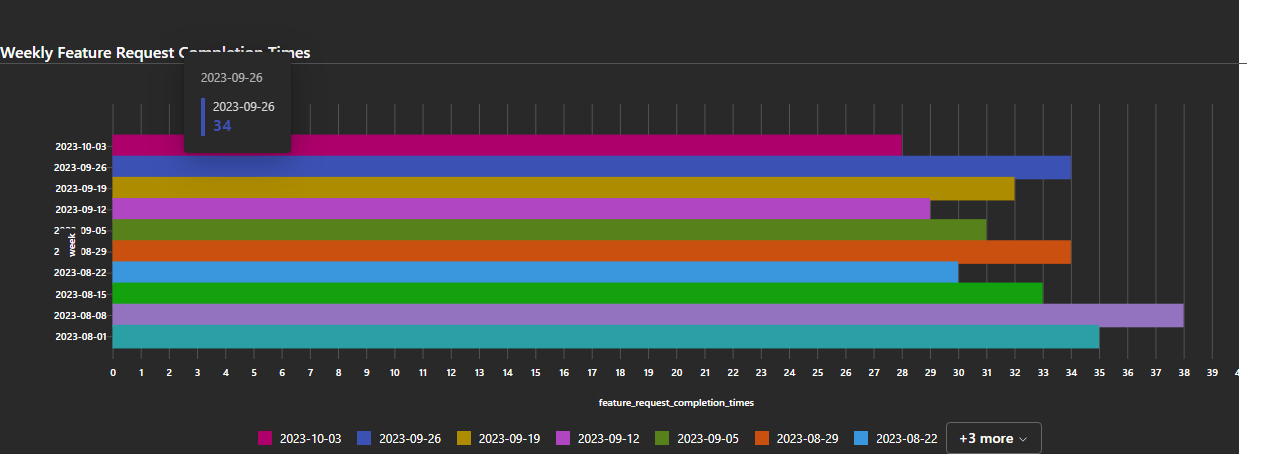 Weekly Feature Request Completion Times
2023-09-26
2023-09-26
34
2023-10-03
2023-09-26
2023-09-19
2023-09-12
2 09-05
week
2 08-29
2023-08-22
2023-08-15
2023-08-08
2023-08-01
0 1 2 3 4 5 6 7 8 9 10 11 12 13 14 15 16 17 18 19 20 21 22 23 24 25 26 27 28 29 30 31 32 33 34 35 36 37 38 39
feature_request_completion_times
2023-10-03 2023-09-26 2023-09-19 2023-09-12 2023-09-05 2023-08-29 2023-08-22 +3 more